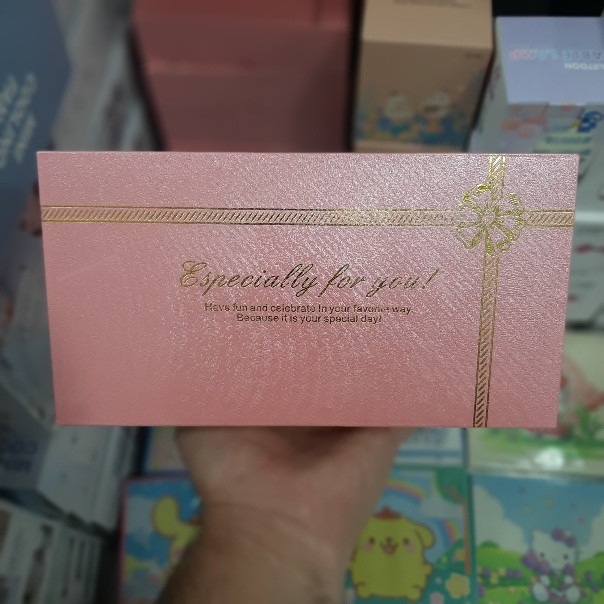 Especially for you!
Have fun and celebrate in your favorite way.
Because it is your special day!